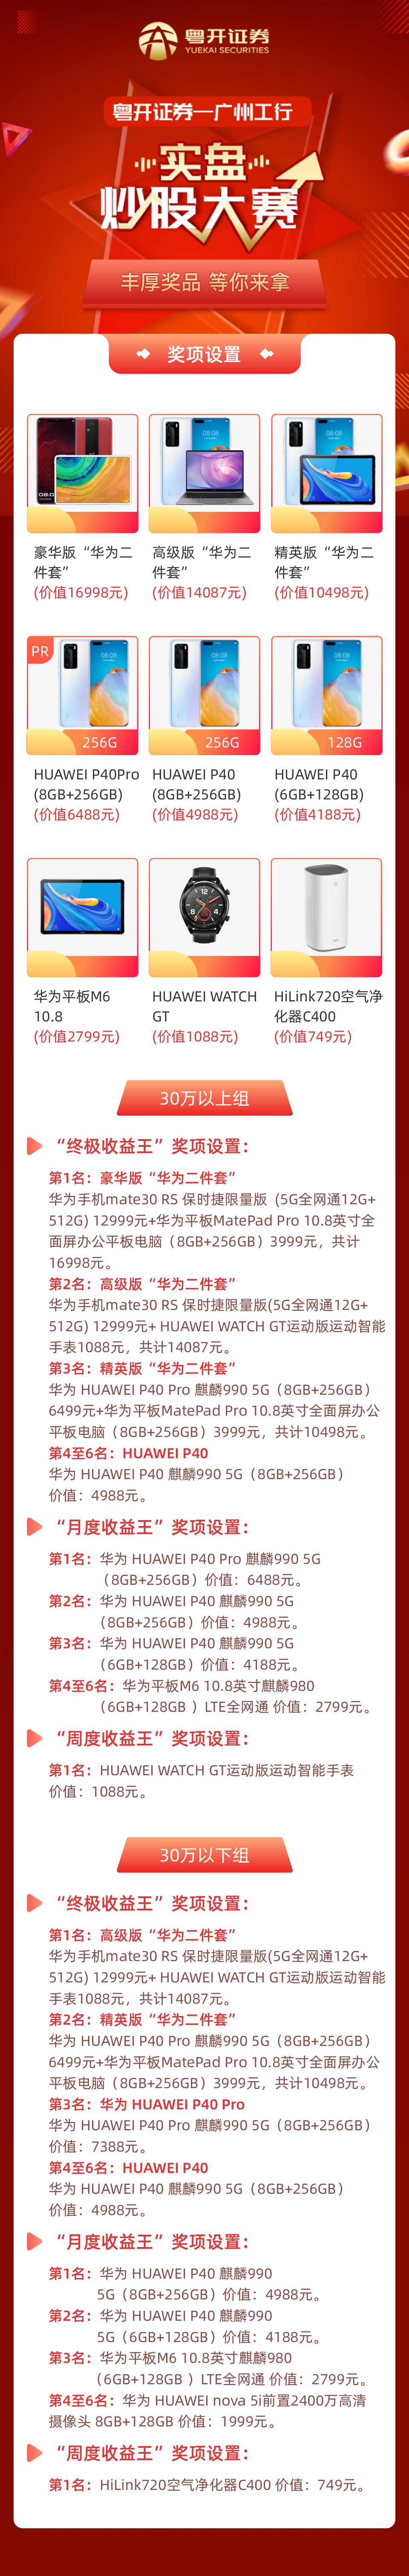 粤开证券
YUEKAI SECURITIES
粤开证券—广州工行
实盘
炒股大赛
丰厚奖品 等你来拿
奖项设置
豪华版“华为二
件套”
(价值16998元)
高级版“华为二
件套”
(价值14087元)
精英版“华为二
件套”
(价值10498元)
PR
256G
256G
128G
HUAWEI P40Pro
(8GB+256GB)
(价值6488元)
HUAWEI P40
(8GB+256GB)
(价值4988元)
HUAWEI P40
(6GB+128GB)
(价值4188元)
华为平板M6
10.8
(价值2799元)
HUAWEI WATCH
GT
(价值1088元)
HiLink720空气净
化器C400
(价值749元)
30万以上组
“终极收益王”奖项设置：
第1名：豪华版“华为二件套”
华为手机mate30 RS 保时捷限量版（5G全网通12G+
512G) 12999元+华为平板MatePad Pro 10.8英寸全
面屏办公平板电脑（8GB+256GB）3999元，共计
16998元。
第2名：高级版“华为二件套”
华为手机mate30 RS 保时捷限量版(5G全网通12G+
512G) 12999元+ HUAWEI WATCH GT运动版运动智能
手表1088元，共计14087元。
第3名：精英版“华为二件套”
华为 HUAWEI P40 Pro 麒麟990 5G（8GB+256GB）
6499元+华为平板MatePad Pro 10.8英寸全面屏办公
平板电脑（8GB+256GB）3999元，共计10498元。
第4至6名：HUAWEI P40
华为 HUAWEI P40 麒麟990 5G（8GB+256GB）
价值：4988元。
“月度收益王”奖项设置：
第1名：华为 HUAWEI P40 Pro 麒麟990 5G
（8GB+256GB）价值：6488元。
第2名：华为 HUAWEI P40 麒麟990 5G
（8GB+256GB）价值：4988元。
第3名：华为 HUAWEI P40 麒麟990 5G
（6GB+128GB）价值：4188元。
第4至6名：华为平板M6 10.8英寸麒麟980
（6GB+128GB ）LTE全网通 价值：2799元。
“周度收益王”奖项设置：
第1名：HUAWEI WATCH GT运动版运动智能手表
价值：1088元。
30万以下组
“终极收益王”奖项设置：
第1名：高级版“华为二件套”
华为手机mate30 RS 保时捷限量版(5G全网通12G+
512G) 12999元+ HUAWEI WATCH GT运动版运动智能
手表1088元，共计14087元。
第2名：精英版“华为二件套”
华为 HUAWEI P40 Pro 麒麟990 5G（8GB+256GB）
6499元+华为平板MatePad Pro 10.8英寸全面屏办公
平板电脑（8GB+256GB）3999元，共计10498元。
第3名：华为 HUAWEI P40 Pro
华为 HUAWEI P40 Pro 麒麟990 5G（8GB+256GB）
价值：7388元。
第4至6名：HUAWEI P40
华为 HUAWEI P40 麒麟990 5G（8GB+256GB）
价值：4988元。
“月度收益王”奖项设置：
第1名：华为 HUAWEI P40 麒麟990
5G（8GB+256GB）价值：4988元。
第2名：华为 HUAWEI P40 麒麟990
5G（6GB+128GB）价值：4188元。
第3名：华为平板M6 10.8英寸麒麟980
（6GB+128GB ）LTE全网通 价值：2799元。
第4至6名：华为 HUAWEI nova 5i前置2400万高清
摄像头 8GB+128GB 价值：1999元。
“周度收益王”奖项设置：
第1名：HiLink720空气净化器C400 价值：749元。